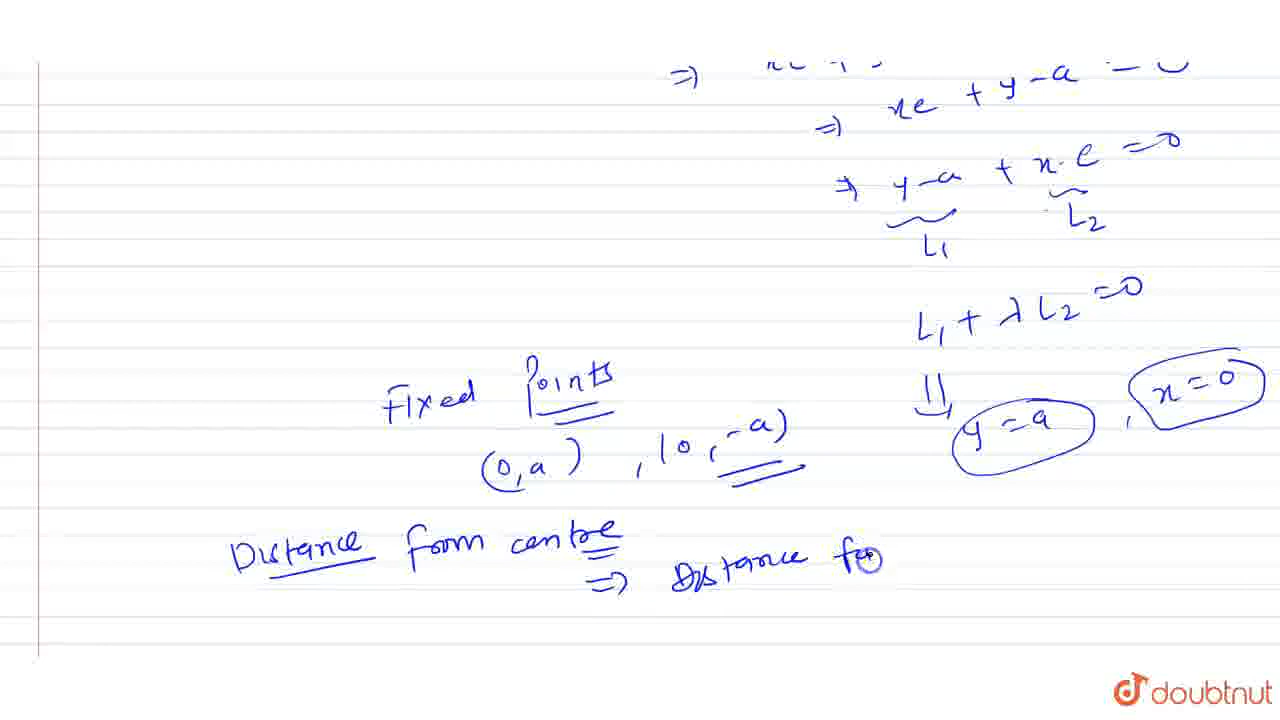 ⇒
⇒ xe + y - a = 0
⇒ y-a + x·e = 0
L₁ L₂
L₁ + λ L₂ = 0
⇓
y = a , x = 0
Fixed Points
(0,a) , (0,-a)
Distance from centre
⇒ Distance
doubtnut